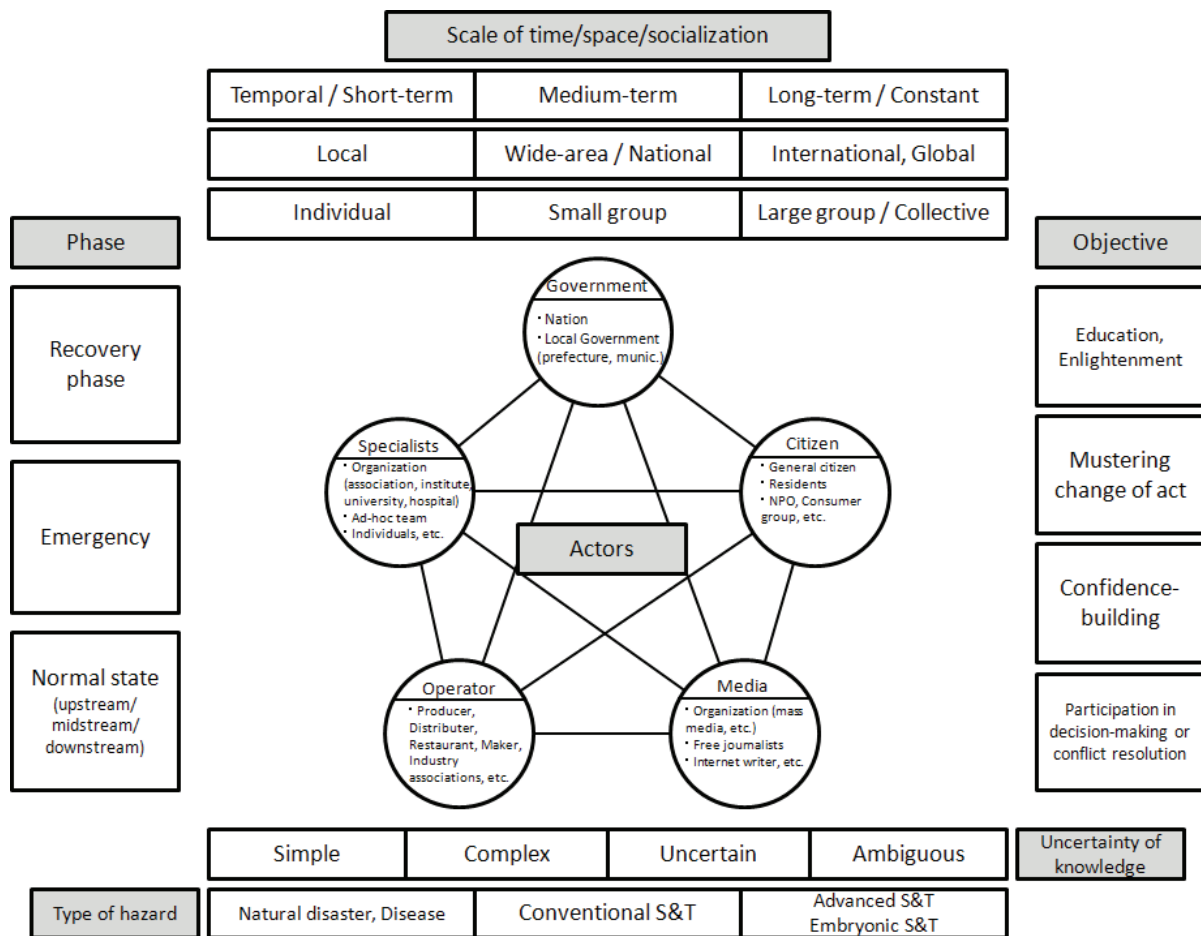 Scale of time/space/socialization
Temporal / Short-term
Medium-term
Long-term / Constant
Local
Wide-area / National
International, Global
Individual
Small group
Large group / Collective
Phase
Recovery
phase
Emergency
Normal state
(upstream/
midstream/
downstream)
Government
・Nation
・Local Government
(prefecture, munic.)
Specialists
・Organization
(association, institute,
university, hospital)
・Ad-hoc team
・Individuals, etc.
Citizen
・General citizen
・Residents
・NPO, Consumer
group, etc.
Actors
Operator
・Producer,
Distributer,
Restaurant, Maker,
Industry
associations, etc.
Media
・Organization (mass
media, etc.)
・Free journalists
・Internet writer, etc.
Objective
Education,
Enlightenment
Mustering
change of act
Confidence-
building
Participation in
decision-making or
conflict resolution
Simple
Complex
Uncertain
Ambiguous
Uncertainty of
knowledge
Type of hazard
Natural disaster, Disease
Conventional S&T
Advanced S&T
Embryonic S&T